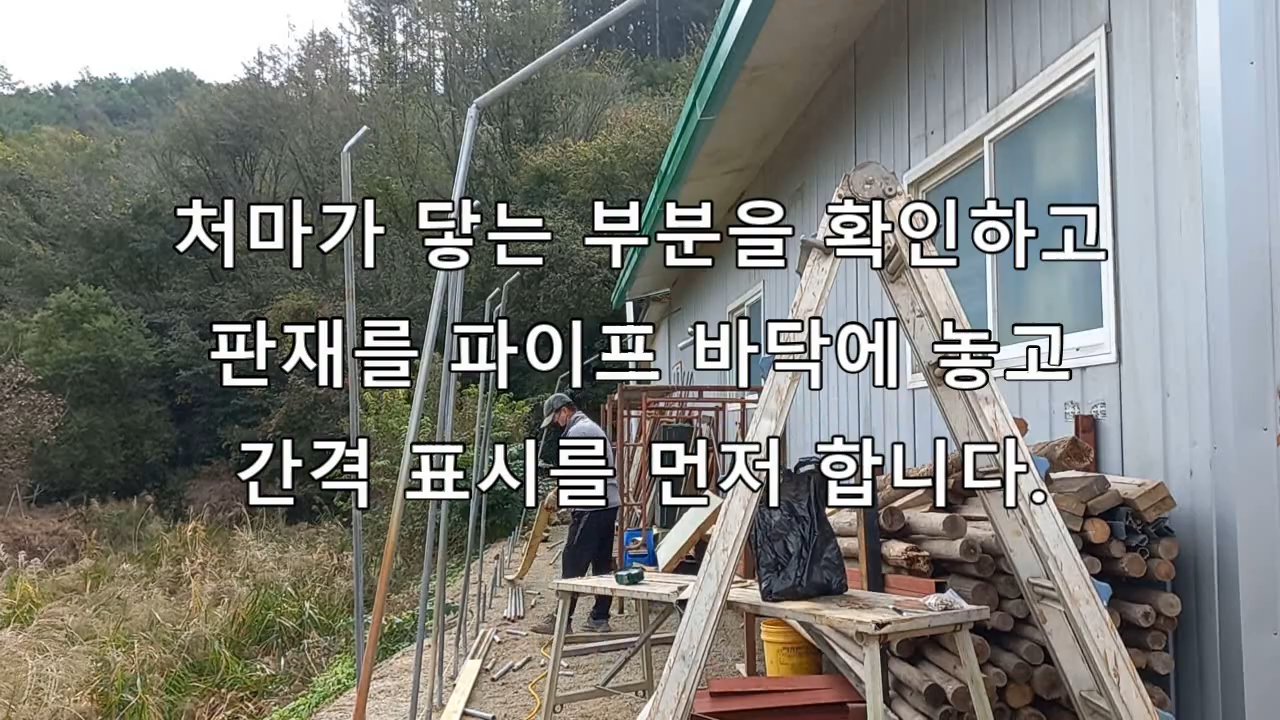 처마가 닿는 부분을 확인하고
판재를 파이프 바닥에 놓고
간격 표시를 먼저 합니다.